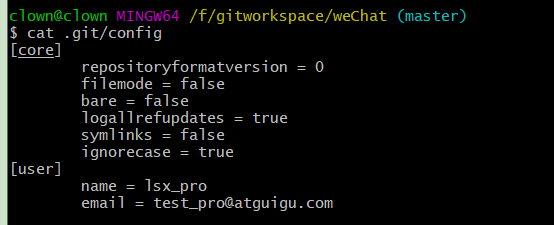 clown@clown MINGW64 /f/gitworkspace/weChat (master)
$ cat .git/config
[core]
        repositoryformatversion = 0
        filemode = false
        bare = false
        logallrefupdates = true
        symlinks = false
        ignorecase = true
[user]
        name = lsx_pro
        email = test_pro@atguigu.com